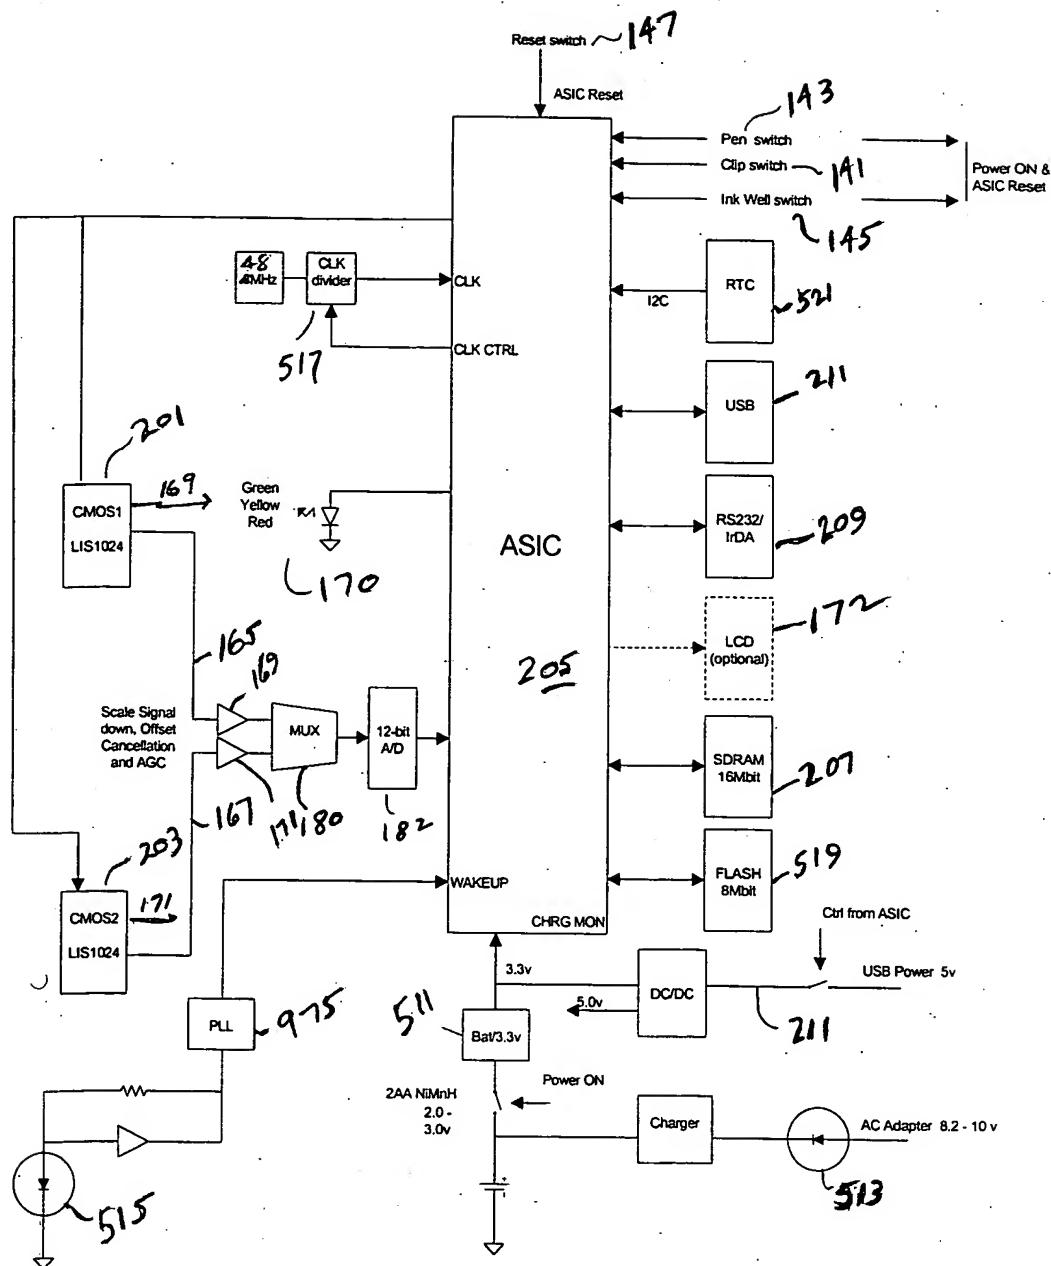 Reset switch 147
ASIC Reset
143
Pen switch
Clip switch 141
Ink Well switch
145
Power ON &
ASIC Reset
48
MHz
CLK
divider
517
CLK
CLK CTRL
RTC
I2C
521
USB
211
201
CMOS1
LIS1024
169
Green
Yellow
Red
170
ASIC
205
RS232/
IrDA
209
LCD
(optional)
172
165
169
Scale Signal
down, Offset
Cancellation
and AGC
MUX
12-bit
A/D
171
180
182
167
SDRAM
16Mbit
207
203
CMOS2
LIS1024
171
WAKEUP
CHRG MON
FLASH
8Mbit
519
Ctrl from ASIC
3.3v
5.0v
DC/DC
USB Power 5v
211
PLL
975
511
Bat/3.3v
2AA NiMnH
2.0 -
3.0v
Power ON
Charger
AC Adapter 8.2 - 10 v
513
515